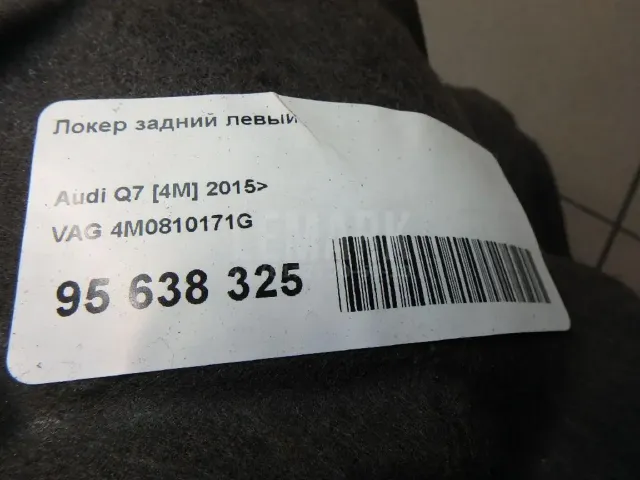 Локер задний левый
Audi Q7 [4M] 2015>
VAG 4M0810171G
95 638 325